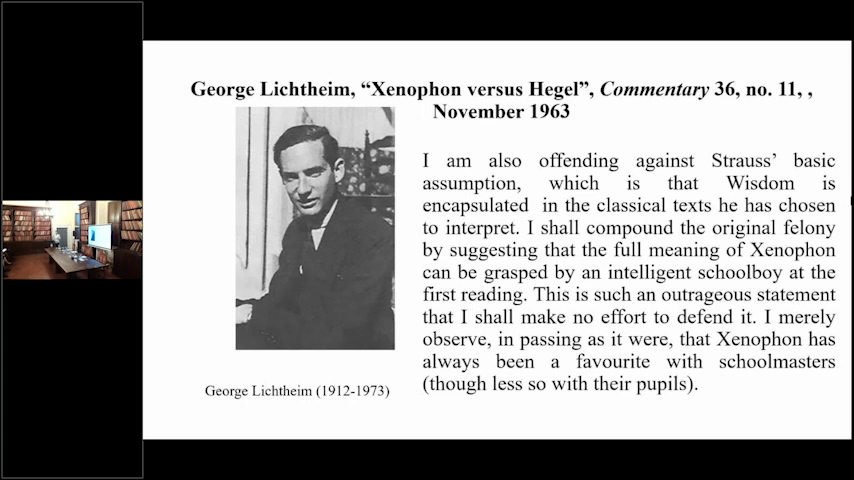 George Lichtheim, “Xenophon versus Hegel”, Commentary 36, no. 11, ,
November 1963
I am also offending against Strauss’ basic
assumption, which is that Wisdom is
encapsulated in the classical texts he has chosen
to interpret. I shall compound the original felony
by suggesting that the full meaning of Xenophon
can be grasped by an intelligent schoolboy at the
first reading. This is such an outrageous statement
that I shall make no effort to defend it. I merely
observe, in passing as it were, that Xenophon has
always been a favourite with schoolmasters
(though less so with their pupils).
George Lichtheim (1912-1973)